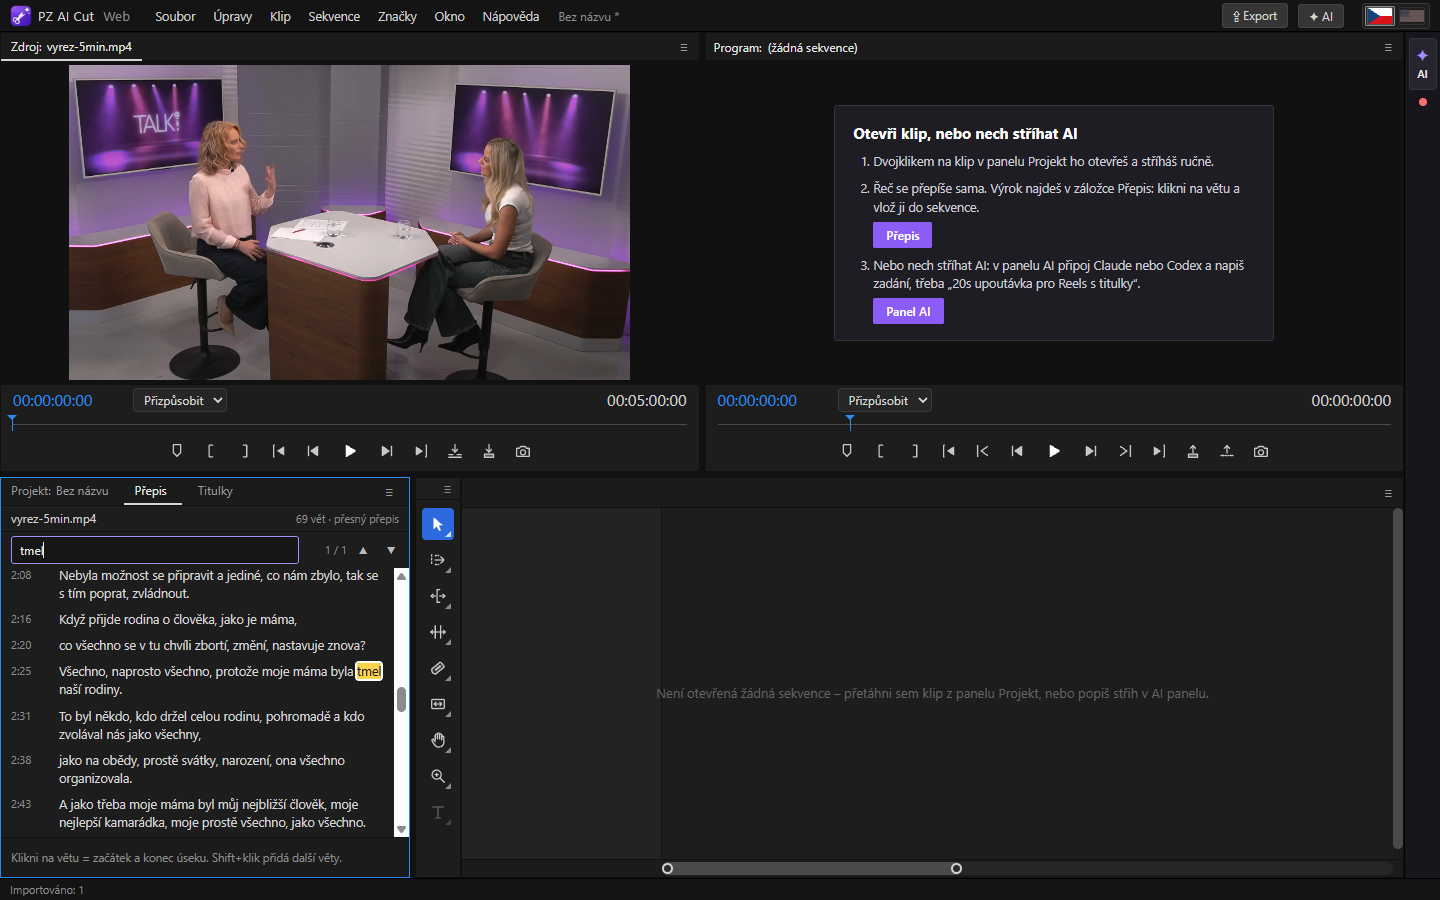 PZ AI Cut Web Soubor Úpravy Klip Sekvence Značky Okno Nápověda Bez názvu * Export AI
Zdroj: vyrez-5min.mp4
Program: (žádná sekvence)
AI
TALK!
Otevři klip, nebo nech stříhat AI
1. Dvojklikem na klip v panelu Projekt ho otevřeš a stříháš ručně.
2. Řeč se přepíše sama. Výrok najdeš v záložce Přepis: klikni na větu a
vlož ji do sekvence.
Přepis
3. Nebo nech stříhat AI: v panelu AI připoj Claude nebo Codex a napiš
zadání, třeba „20s upoutávka pro Reels s titulky“.
Panel AI
00:00:00:00 Přizpůsobit 00:05:00:00
00:00:00:00 Přizpůsobit 00:00:00:00
Projekt: Bez názvu Přepis Titulky
vyrez-5min.mp4 69 vět · přesný přepis
tmel 1 / 1
2:08 Nebyla možnost se připravit a jediné, co nám zbylo, tak se
s tím poprat, zvládnout.
2:16 Když přijde rodina o člověka, jako je máma,
2:20 co všechno se v tu chvíli zbortí, změní, nastavuje znova?
2:25 Všechno, naprosto všechno, protože moje máma byla tmel
naší rodiny.
2:31 To byl někdo, kdo držel celou rodinu, pohromadě a kdo
zvolával nás jako všechny,
2:38 jako na obědy, prostě svátky, narození, ona všechno
organizovala.
2:43 A jako třeba moje máma byl můj nejbližší člověk, moje
nejlepší kamarádka, moje prostě všechno, jako všechno.
Klikni na větu = začátek a konec úseku. Shift+klik přidá další věty.
Není otevřená žádná sekvence – přetáhni sem klip z panelu Projekt, nebo popiš střih v AI panelu.
Importováno: 1